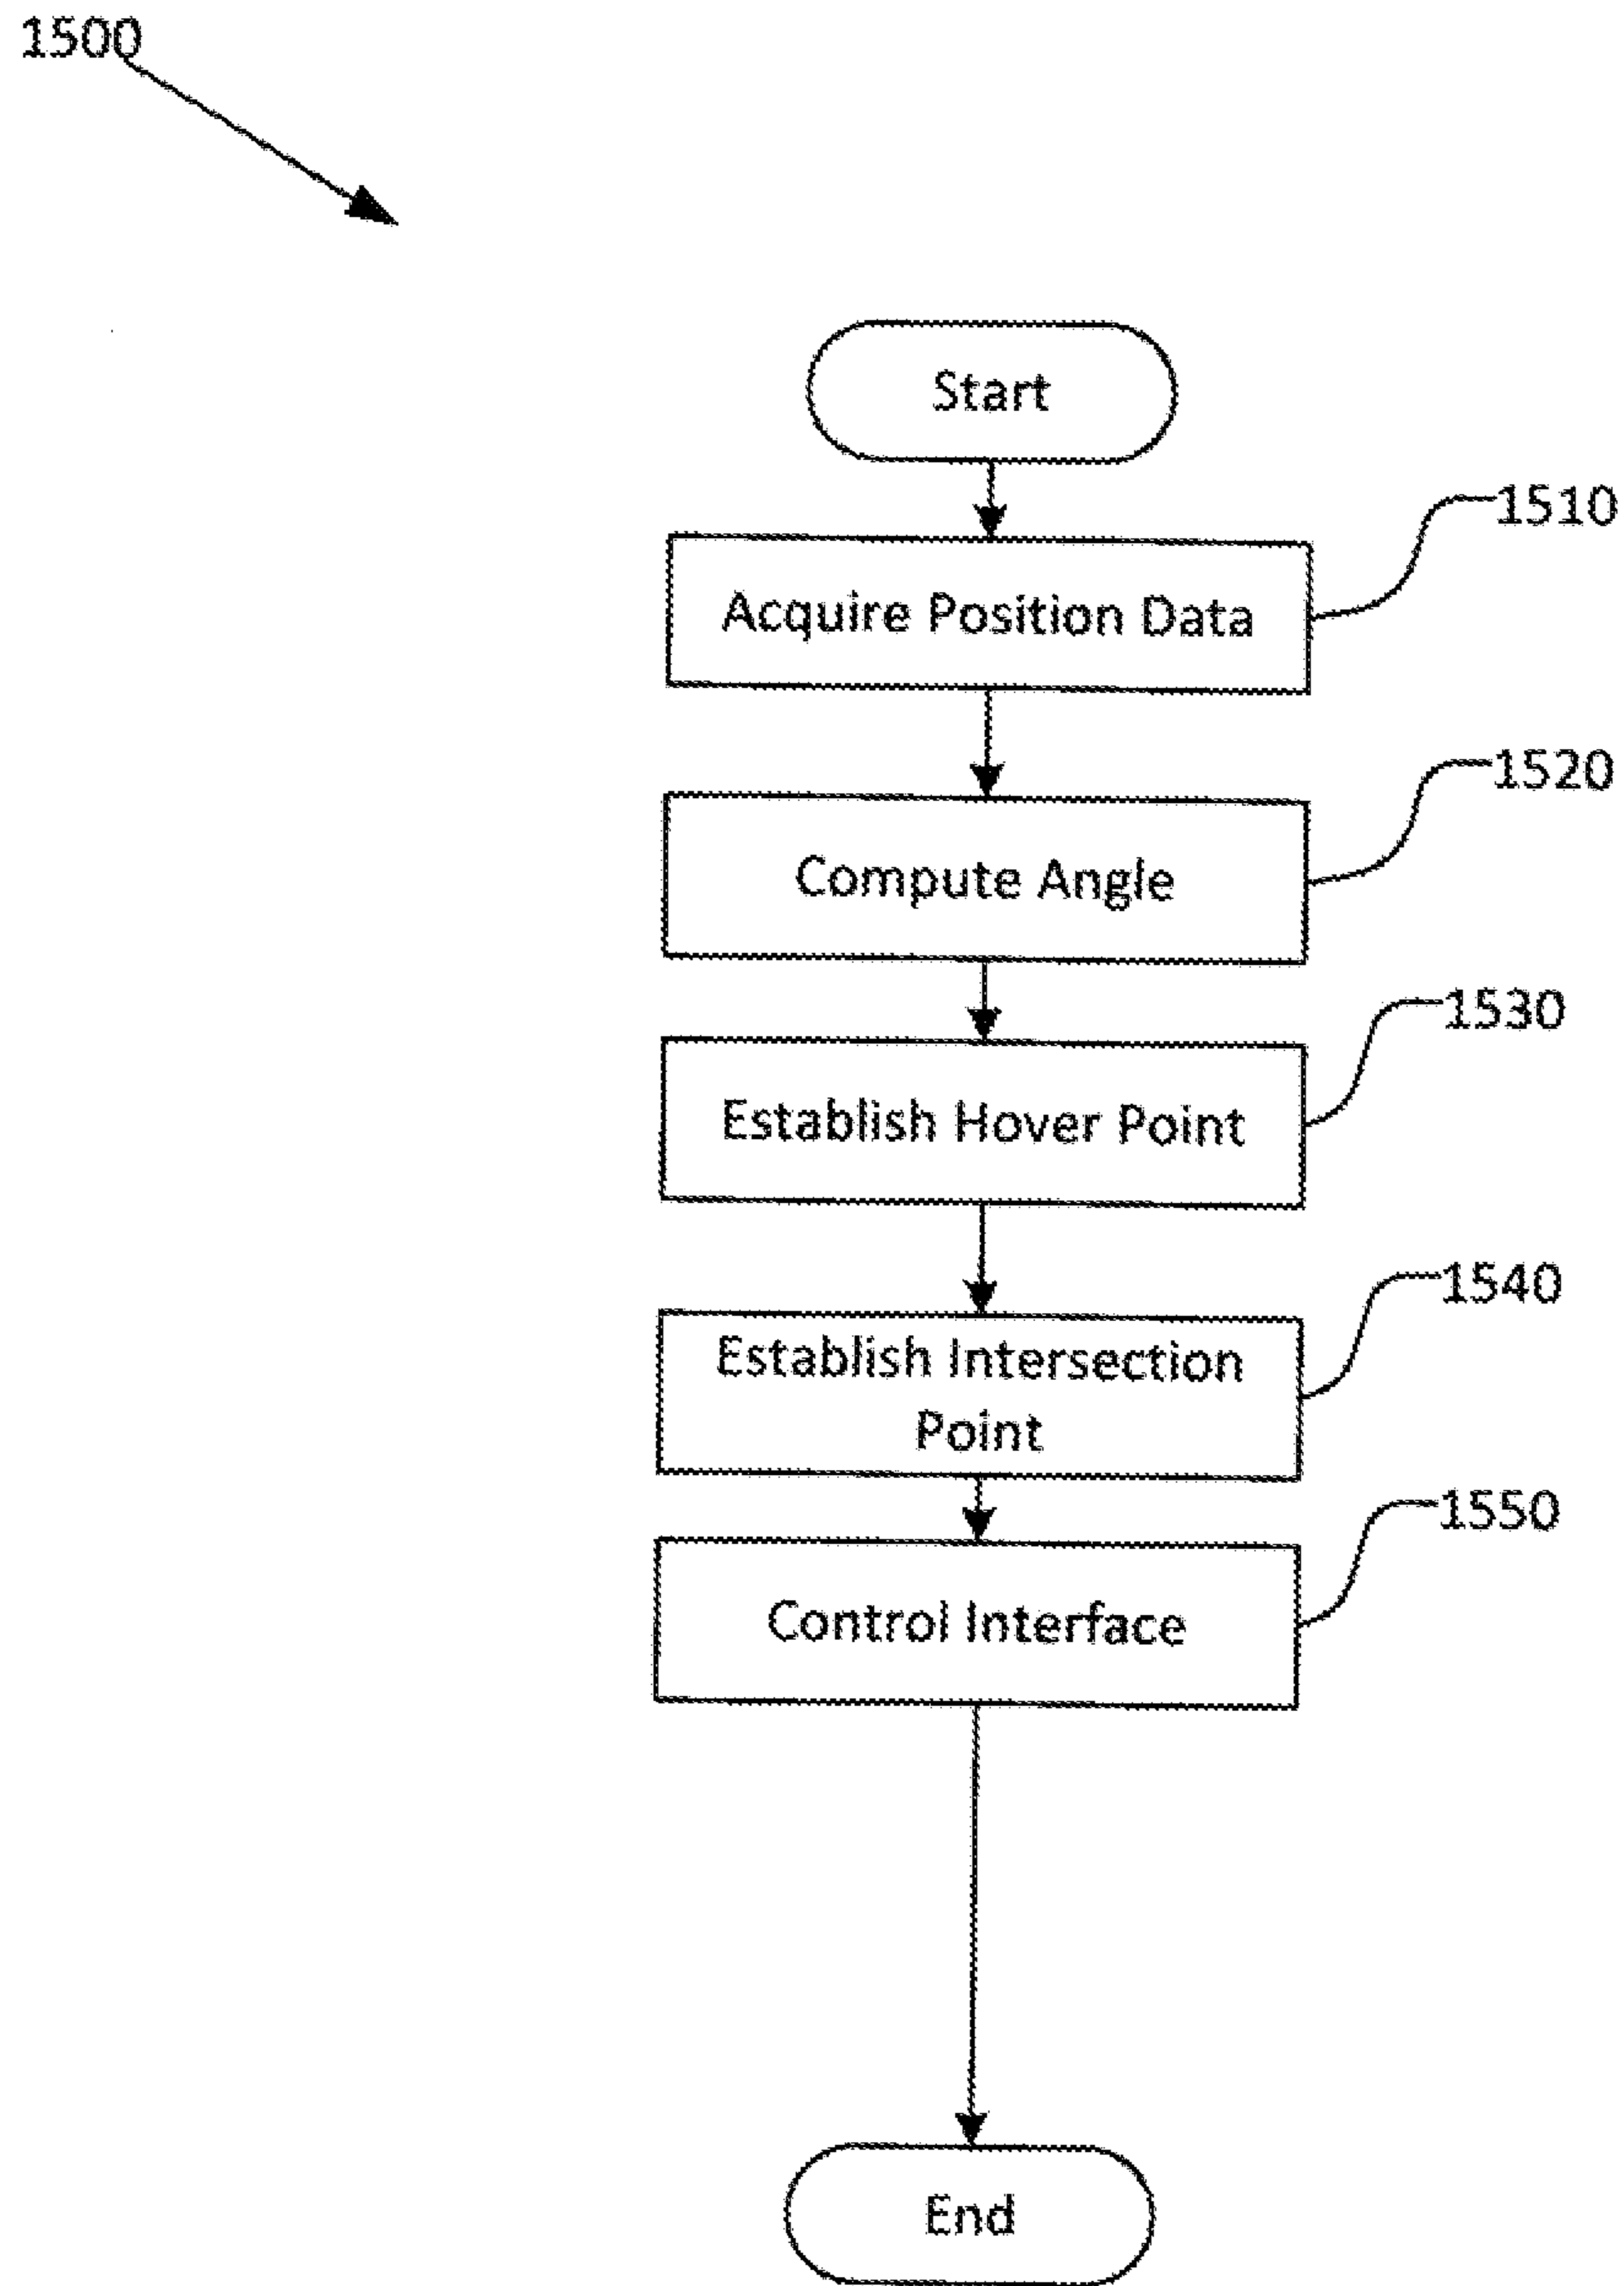 1500
Start
1510
Acquire Position Data
1520
Compute Angle
1530
Establish Hover Point
1540
Establish Intersection
Point
1550
Control Interface
End